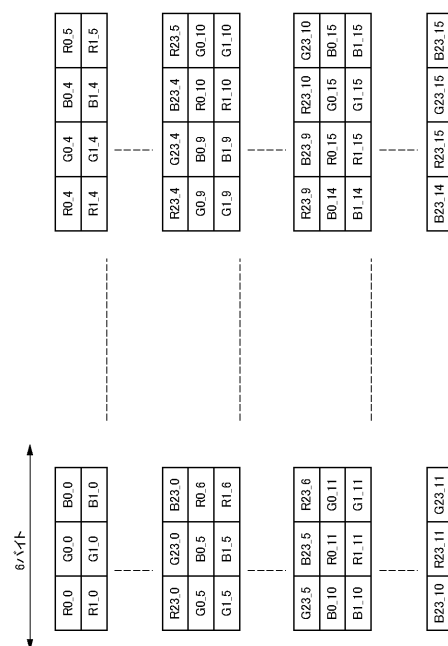 6バイト
R0_0 G0_0 B0_0 R0_4 G0_4 B0_4 R0_5
R1_0 G1_0 B1_0 R1_4 G1_4 B1_4 R1_5
R23_0 G23_0 B23_0 R23_4 G23_4 B23_4 R23_5
G0_5 B0_5 R0_6 G0_9 B0_9 R0_10 G0_10
G1_5 B1_5 R1_6 G1_9 B1_9 R1_10 G1_10
G23_5 B23_5 R23_6 R23_9 B23_9 R23_10 G23_10
B0_10 R0_11 G0_11 B0_14 R0_15 G0_15 B0_15
B1_10 R1_11 G1_11 B1_14 R1_15 G1_15 B1_15
B23_10 R23_11 G23_11 B23_14 R23_15 G23_15 B23_15